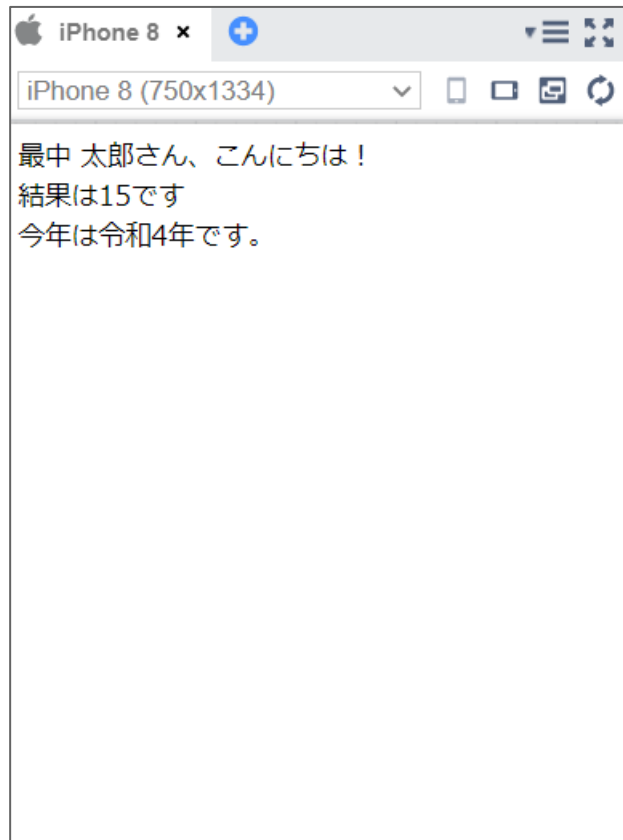 iPhone 8
iPhone 8 (750x1334)
最中 太郎さん、こんにちは！
結果は15です
今年は令和4年です。